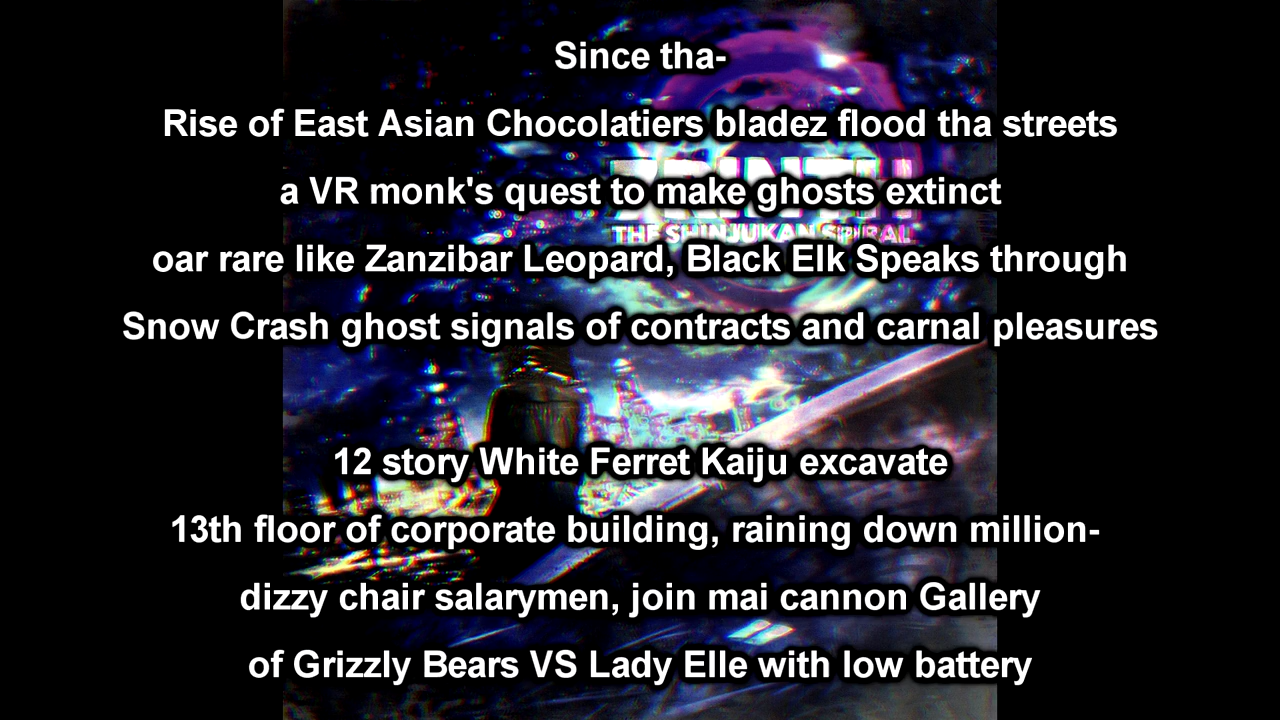 Since tha-
Rise of East Asian Chocolatiers bladez flood tha streets
a VR monk's quest to make ghosts extinct
THE SHINJUKAN SPIRAL
oar rare like Zanzibar Leopard, Black Elk Speaks through
Snow Crash ghost signals of contracts and carnal pleasures
12 story White Ferret Kaiju excavate
13th floor of corporate building, raining down million-
dizzy chair salarymen, join mai cannon Gallery
of Grizzly Bears VS Lady Elle with low battery